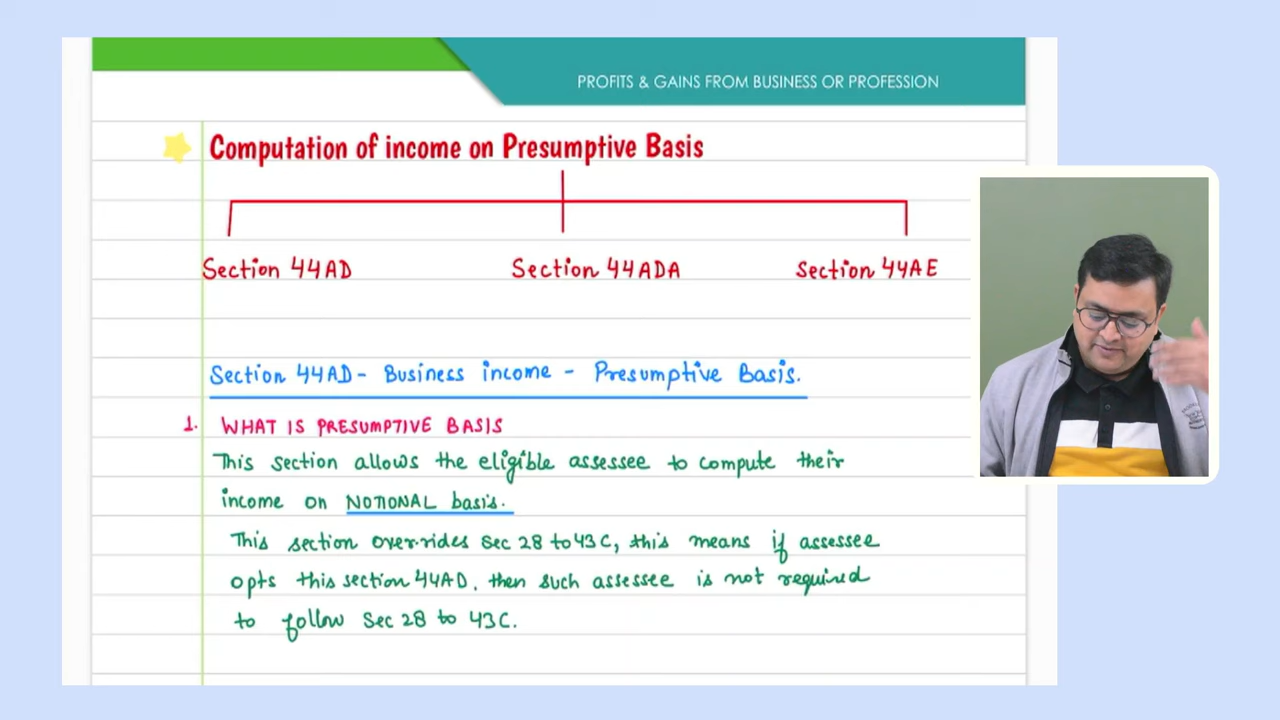 PROFITS & GAINS FROM BUSINESS OR PROFESSION
Computation of income on Presumptive Basis
Section 44AD Section 44ADA Section 44AE
Section 44AD - Business income - Presumptive Basis.
1. WHAT IS PRESUMPTIVE BASIS
This section allows the eligible assessee to compute their
income on NOTIONAL basis.
This section overrides Sec 28 to 43C, this means if assessee
opts this section 44AD, then such assessee is not required
to follow Sec 28 to 43C.